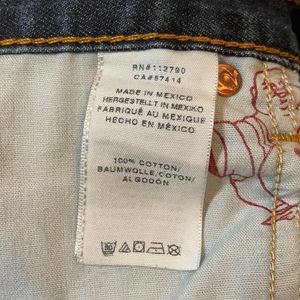 RN#112790
CA#57414
MADE IN MEXICO
HERGESTELLT IN MEXIKO
FABRIQUÉ AU MEXIQUE
HECHO EN MÉXICO
100% COTTON/
BAUMWOLLE/COTON/
ALGODÓN